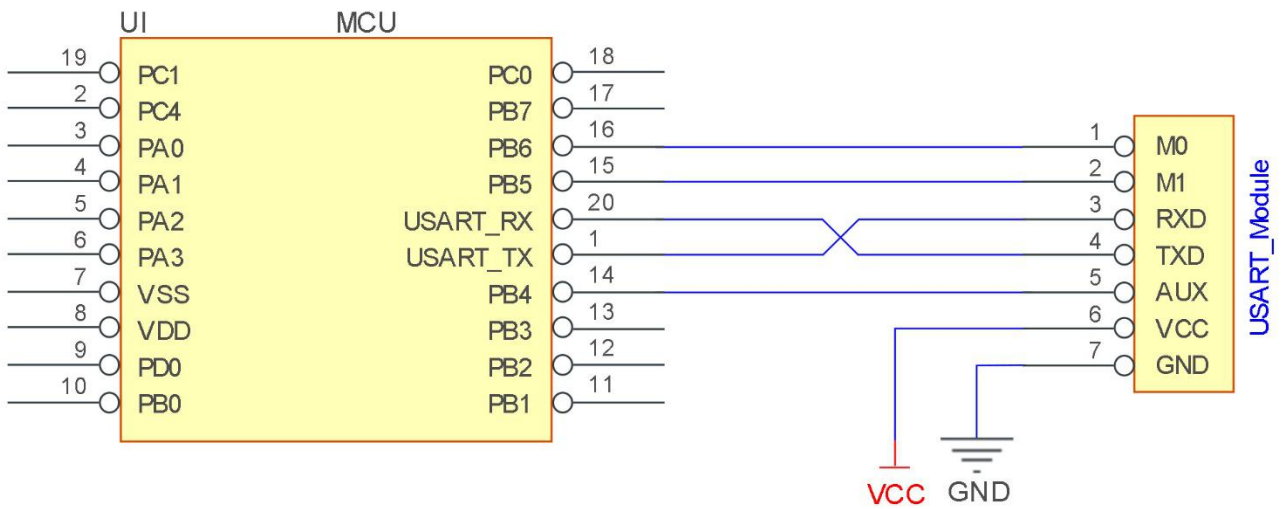 UI MCU
19 PC1 PC0 18
2 PC4 PB7 17
3 PA0 PB6 16 1 M0
4 PA1 PB5 15 2 M1
5 PA2 USART_RX 20 3 RXD
6 PA3 USART_TX 1 4 TXD
7 VSS PB4 14 5 AUX
8 VDD PB3 13 6 VCC
9 PD0 PB2 12 7 GND
10 PB0 PB1 11
USART_Module
VCC GND